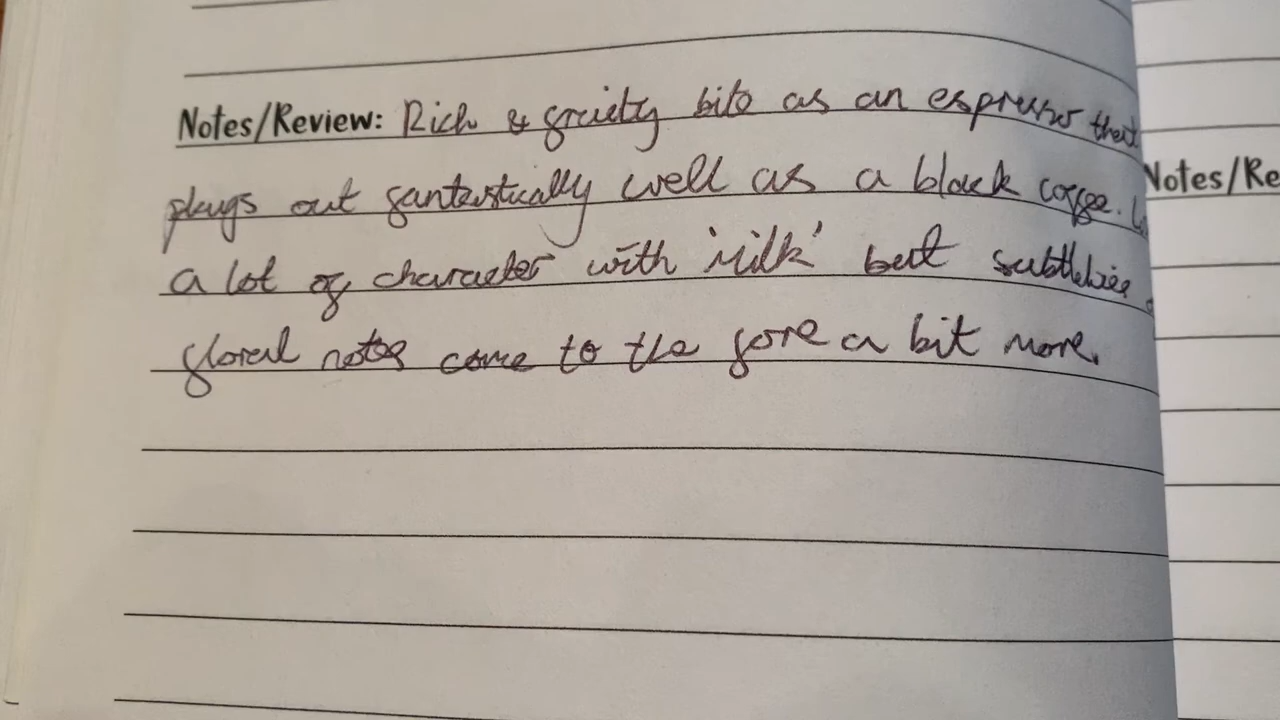 Notes/Review: Rich & fruity bite as an espresso that
plays out fantastically well as a black coffee.
a lot of character with 'milk' but subtleties
floral notes come to the fore a bit more.
Notes/Re